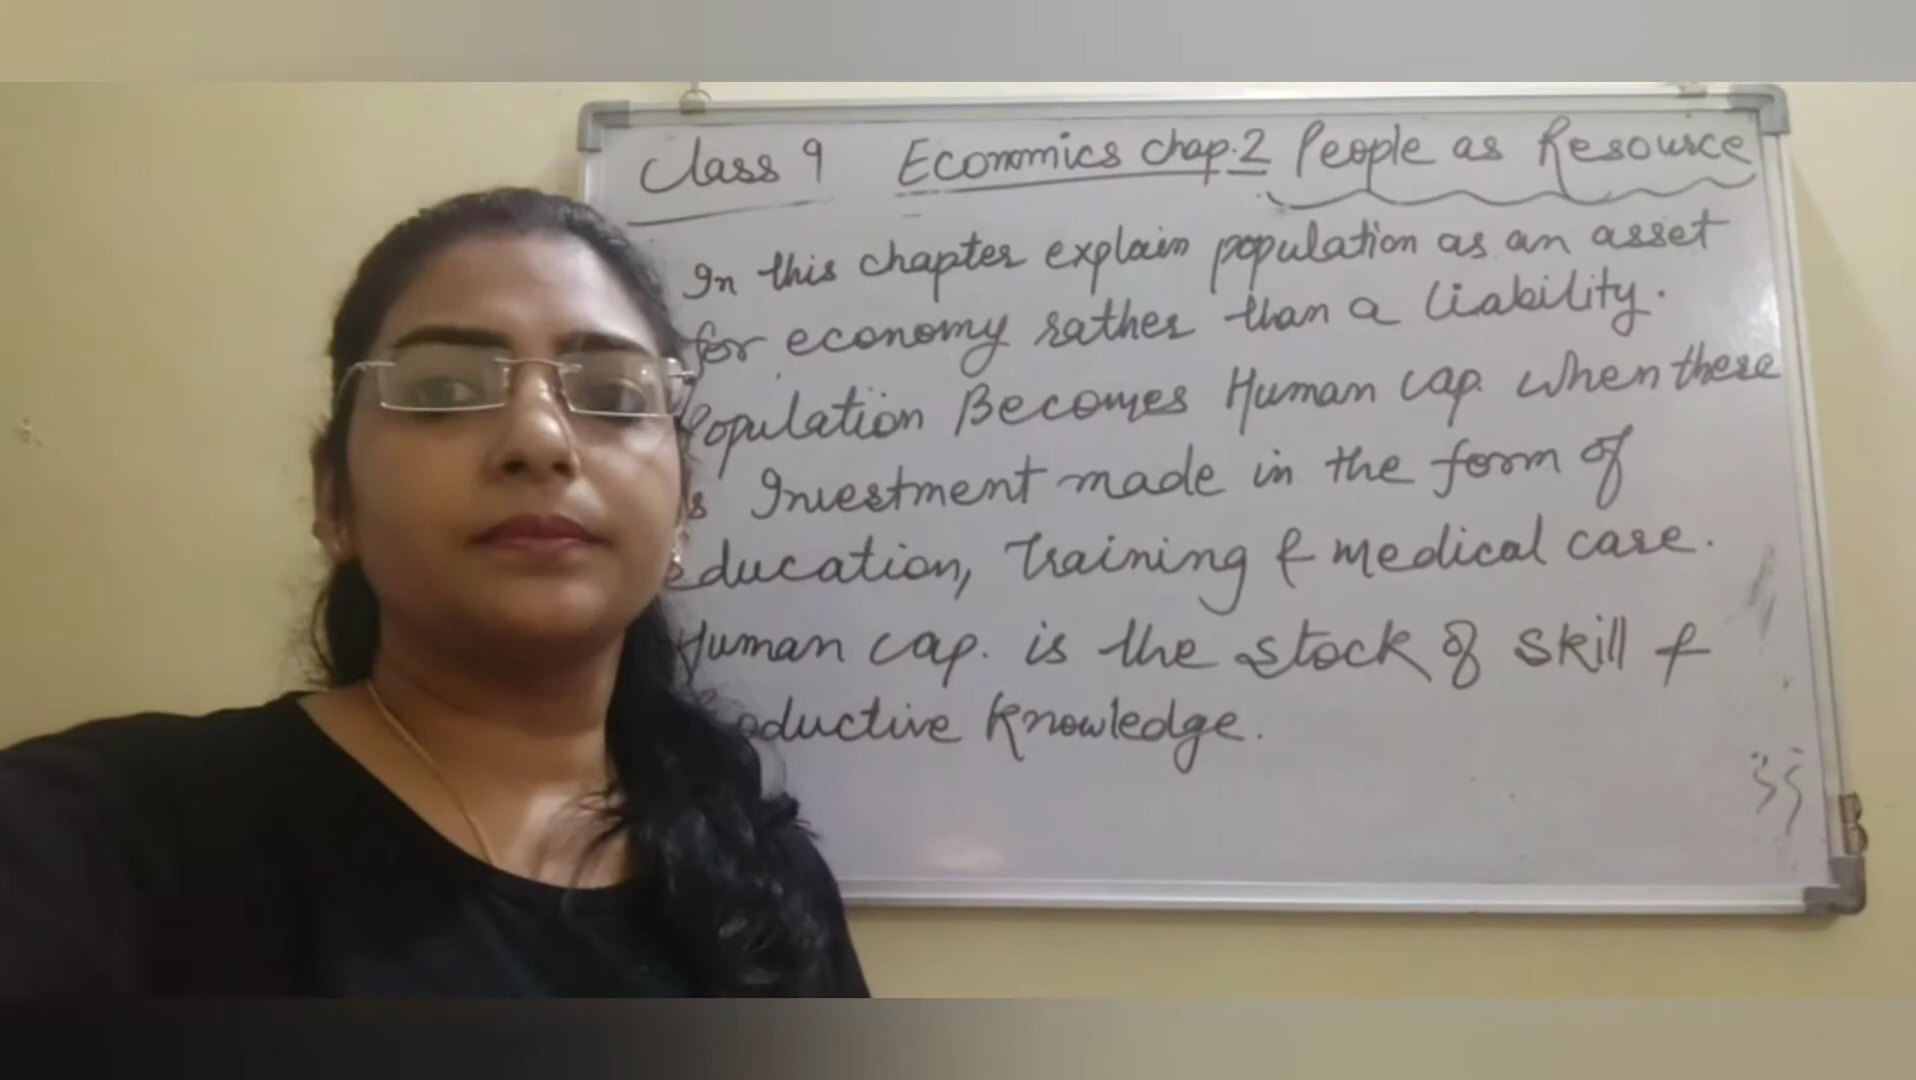 Class 9 Economics chap.2 People as Resource
In this chapter explain population as an asset
for economy rather than a liability.
Population Becomes Human cap. when there
is Investment made in the form of
education, Training & medical care.
Human cap. is the stock of skill &
Productive knowledge.